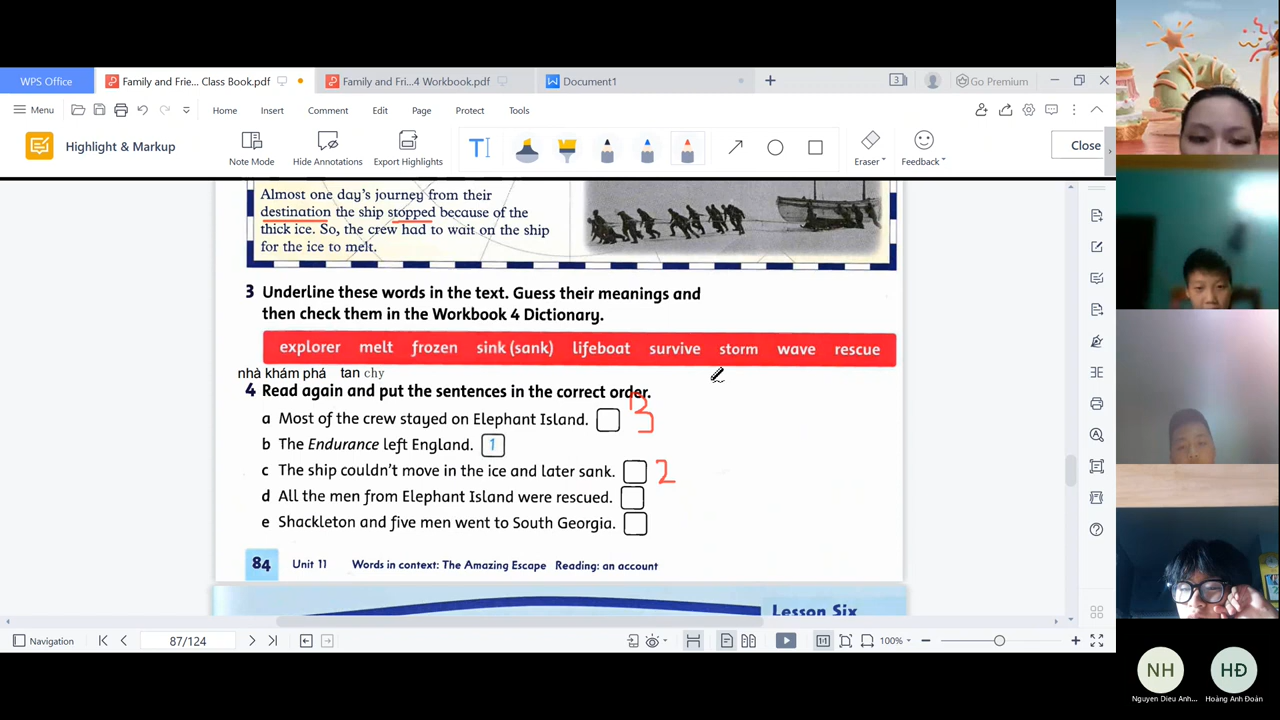 WPS Office
Family and Frie... Class Book.pdf
Family and Fri...4 Workbook.pdf
Document1
3
Go Premium
Menu
Home
Insert
Comment
Edit
Page
Protect
Tools
Highlight & Markup
Note Mode
Hide Annotations
Export Highlights
T
Eraser
Feedback
Close
Almost one day's journey from their
destination the ship stopped because of the
thick ice. So, the crew had to wait on the ship
for the ice to melt.
3 Underline these words in the text. Guess their meanings and
then check them in the Workbook 4 Dictionary.
explorer melt frozen sink (sank) lifeboat survive storm wave rescue
nhà khám phá tan chy
4 Read again and put the sentences in the correct order.
a Most of the crew stayed on Elephant Island. 3
b The Endurance left England. 1
c The ship couldn't move in the ice and later sank. 2
d All the men from Elephant Island were rescued.
e Shackleton and five men went to South Georgia.
84 Unit 11 Words in context: The Amazing Escape Reading: an account
Lesson Six
Navigation
87/124
100%
NH
Nguyen Dieu Anh...
HĐ
Hoàng Anh Đoàn